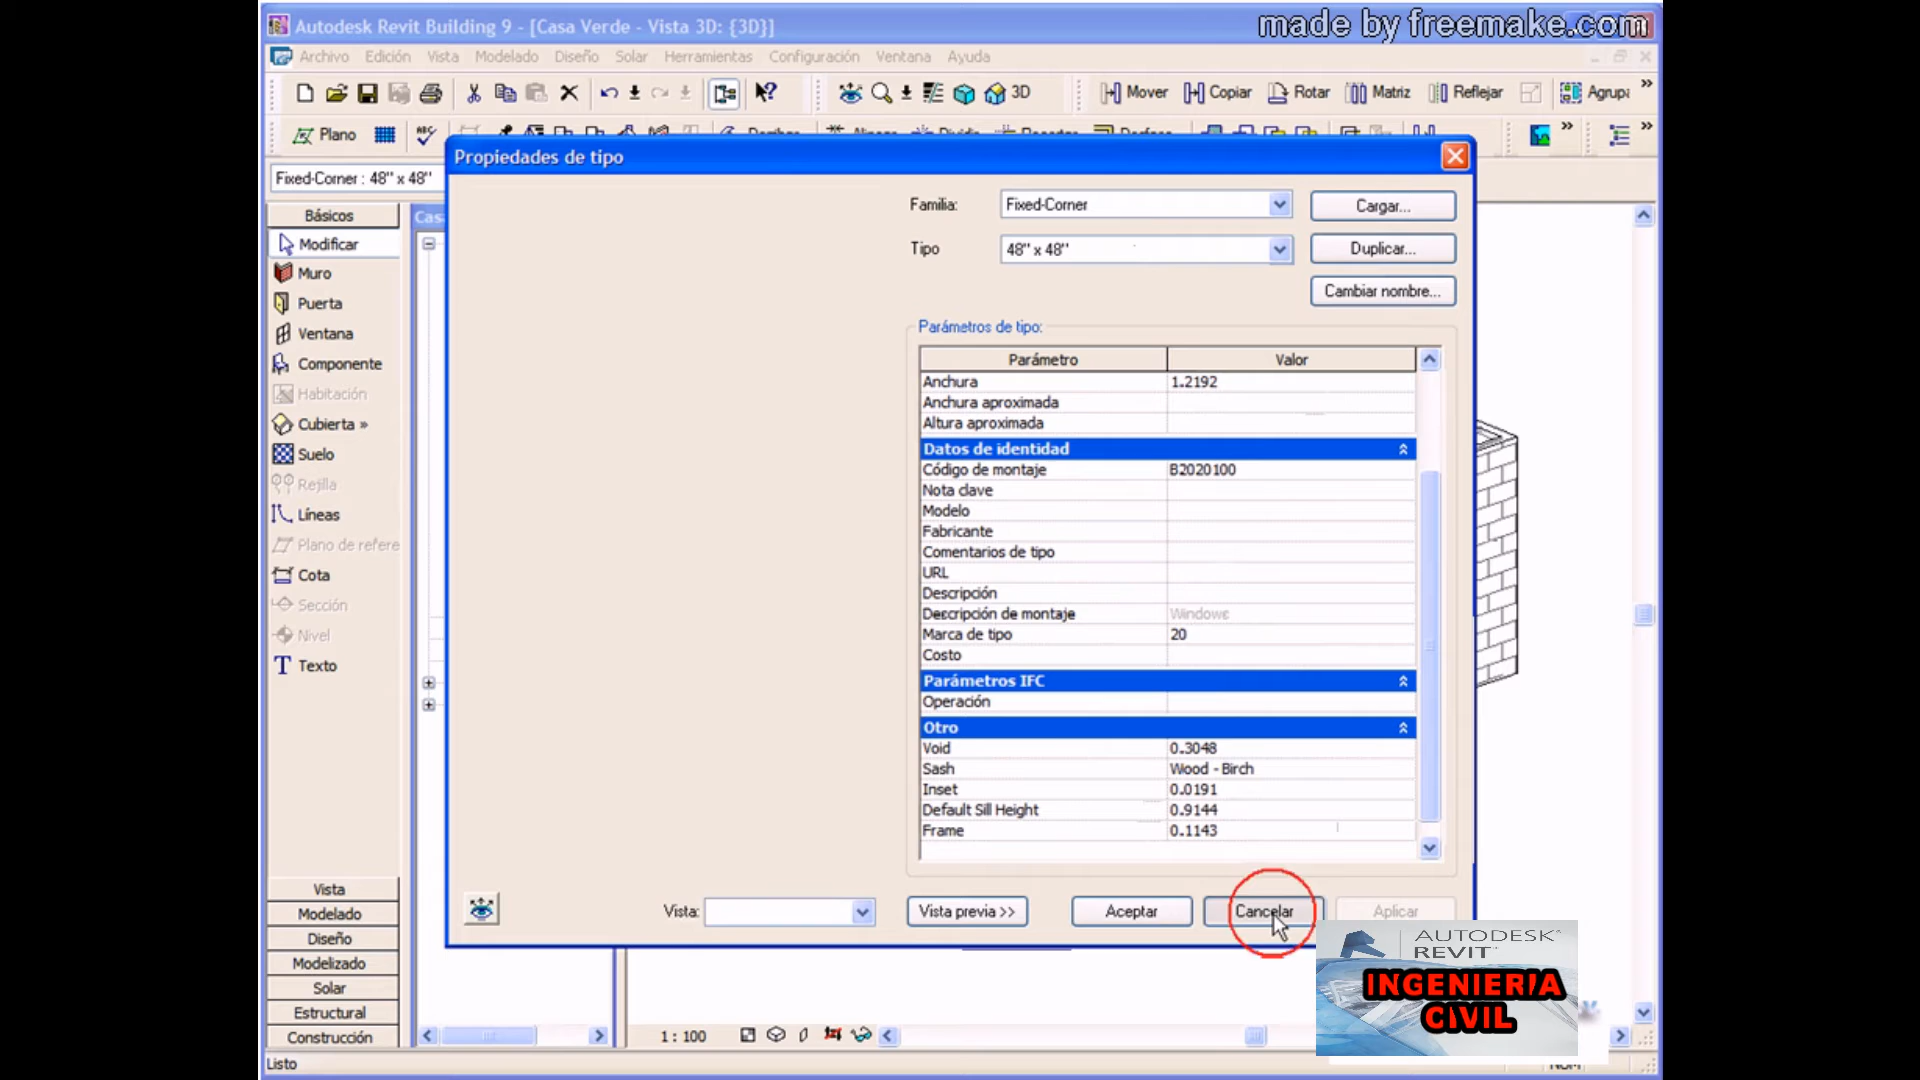 Autodesk Revit Building 9 - [Casa Verde - Vista 3D: {3D}]
made by freemake.com
Archivo Edición Vista Modelado Diseño Solar Herramientas Configuración Ventana Ayuda
3D Mover Copiar Rotar Matriz Reflejar Agrupa »
Plano » »
Fixed-Corner : 48" x 48"
Básicos
Modificar
Muro
Puerta
Ventana
Componente
Habitación
Cubierta »
Suelo
Rejilla
Líneas
Plano de refere
Cota
Sección
Nivel
Texto
Vista
Modelado
Diseño
Modelizado
Solar
Estructural
Construcción
Listo
Cas
Propiedades de tipo
Familia: Fixed-Corner Cargar...
Tipo 48" x 48" Duplicar...
Cambiar nombre...
Parámetros de tipo:
Parámetro Valor
Anchura 1.2192
Anchura aproximada
Altura aproximada
Datos de identidad
Código de montaje B2020100
Nota clave
Modelo
Fabricante
Comentarios de tipo
URL
Descripción
Descripción de montaje Windows
Marca de tipo 20
Costo
Parámetros IFC
Operación
Otro
Void 0.3048
Sash Wood - Birch
Inset 0.0191
Default Sill Height 0.9144
Frame 0.1143
Vista: Vista previa >> Aceptar Cancelar Aplicar
1 : 100
AUTODESK
REVIT
INGENIERIA
CIVIL